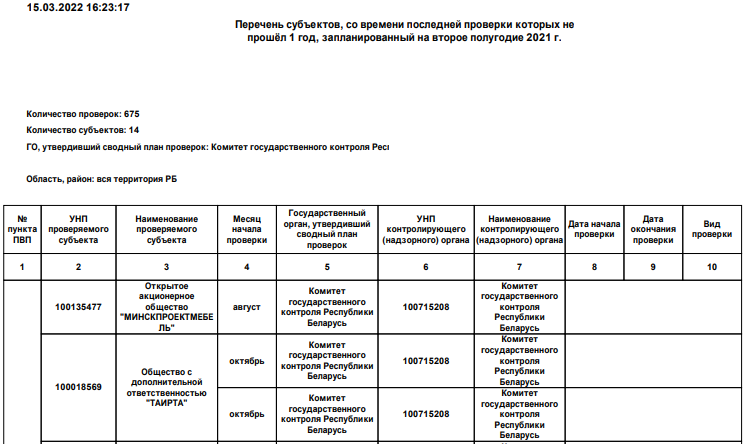 15.03.2022 16:23:17
Перечень субъектов, со времени последней проверки которых не
прошёл 1 год, запланированный на второе полугодие 2021 г.
Количество проверок: 675
Количество субъектов: 14
ГО, утвердивший сводный план проверок: Комитет государственного контроля
Область, район: вся территория РБ
№ пункта ПВП | УНП проверяемого субъекта | Наименование проверяемого субъекта | Месяц начала проверки | Государственный орган, утвердивший сводный план проверок | УНП контролирующего (надзорного) органа | Наименование контролирующего (надзорного) органа | Дата начала проверки | Дата окончания проверки | Вид проверки
1 2 3 4 5 6 7 8 9 10
100135477 | Открытое акционерное общество "МИНСКПРОЕКТМЕБЕЛЬ" | август | Комитет государственного контроля Республики Беларусь | 100715208 | Комитет государственного контроля Республики Беларусь
100018569 | Общество с дополнительной ответственностью "ТАИРТА" | октябрь | Комитет государственного контроля Республики Беларусь | 100715208 | Комитет государственного контроля Республики Беларусь
октябрь | Комитет государственного контроля Республики Беларусь | 100715208 | Комитет государственного контроля Республики Беларусь